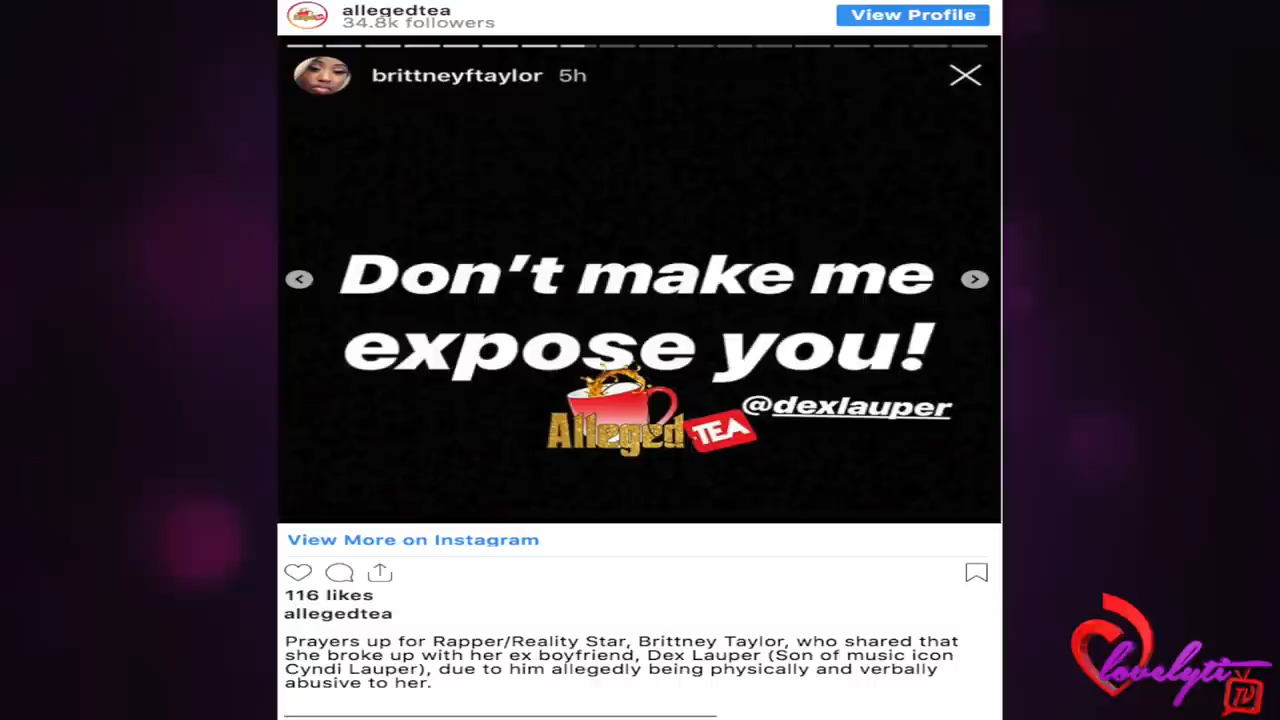 allegedtea
34.8k followers
View Profile
brittneyftaylor 5h
Don't make me
expose you!
@dexlauper
Alleged TEA
View More on Instagram
116 likes
allegedtea
Prayers up for Rapper/Reality Star, Brittney Taylor, who shared that
she broke up with her ex boyfriend, Dex Lauper (Son of music icon
Cyndi Lauper), due to him allegedly being physically and verbally
abusive to her.
lovelyti
TV